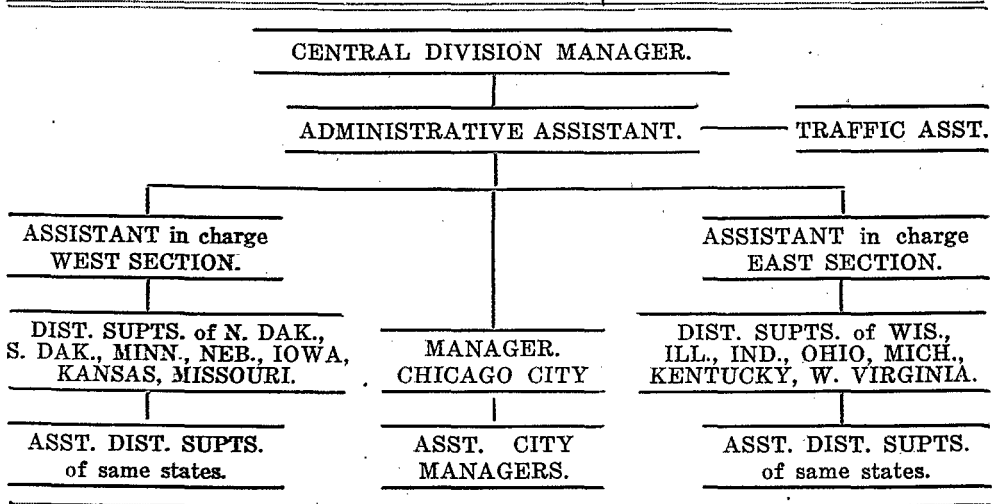 CENTRAL DIVISION MANAGER.
ADMINISTRATIVE ASSISTANT.
TRAFFIC ASST.
ASSISTANT in charge
WEST SECTION.
ASSISTANT in charge
EAST SECTION.
DIST. SUPTS. of N. DAK.,
S. DAK., MINN., NEB., IOWA,
KANSAS, MISSOURI.
MANAGER.
CHICAGO CITY
DIST. SUPTS. of WIS.,
ILL., IND., OHIO, MICH.,
KENTUCKY, W. VIRGINIA.
ASST. DIST. SUPTS.
of same states.
ASST. CITY
MANAGERS.
ASST. DIST. SUPTS.
of same states.